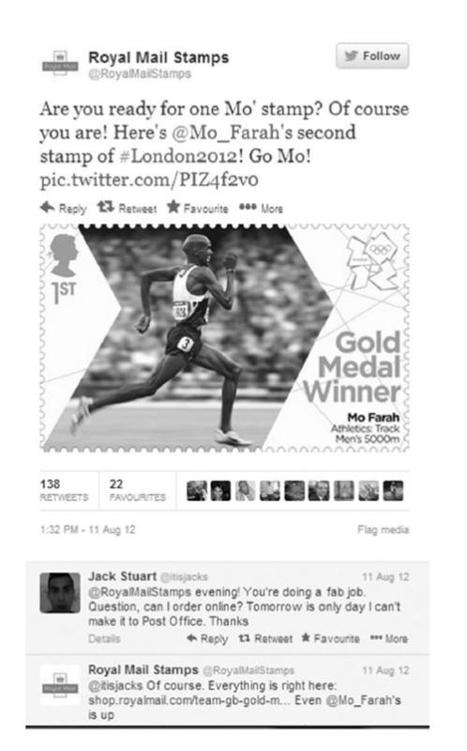 Royal Mail Stamps
@RoyalMailStamps
Follow
Are you ready for one Mo' stamp? Of course
you are! Here's @Mo_Farah's second
stamp of #London2012! Go Mo!
pic.twitter.com/PIZ4f2vo
Reply Retweet Favourite More
1ST
Gold
Medal
Winner
Mo Farah
Athletics: Track
Men's 5000m
3
138 22
RETWEETS FAVOURITES
1:32 PM - 11 Aug 12 Flag media
Jack Stuart @itisjacks 11 Aug 12
@RoyalMailStamps evening! You're doing a fab job.
Question, can I order online? Tomorrow is only day I can't
make it to Post Office. Thanks
Details Reply Retweet Favourite More
Royal Mail Stamps @RoyalMailStamps 11 Aug 12
@itisjacks Of course. Everything is right here:
shop.royalmail.com/team-gb-gold-m... Even @Mo_Farah's
is up